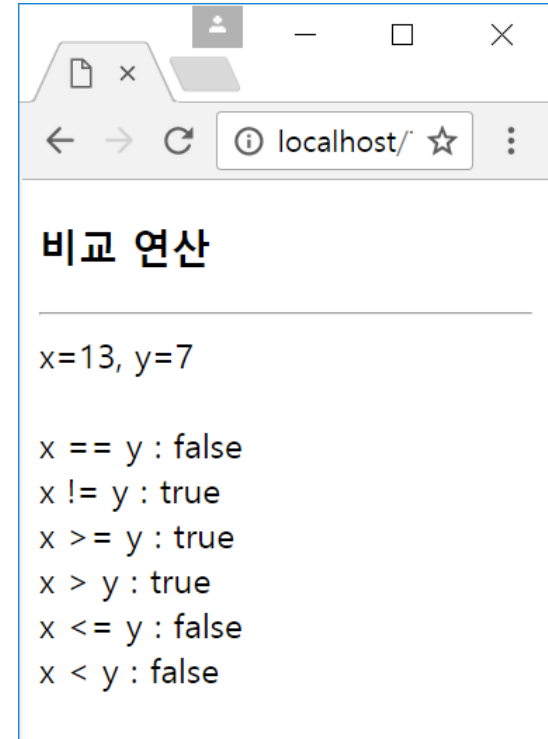 localhost/
비교 연산
x=13, y=7
x == y : false
x != y : true
x >= y : true
x > y : true
x <= y : false
x < y : false